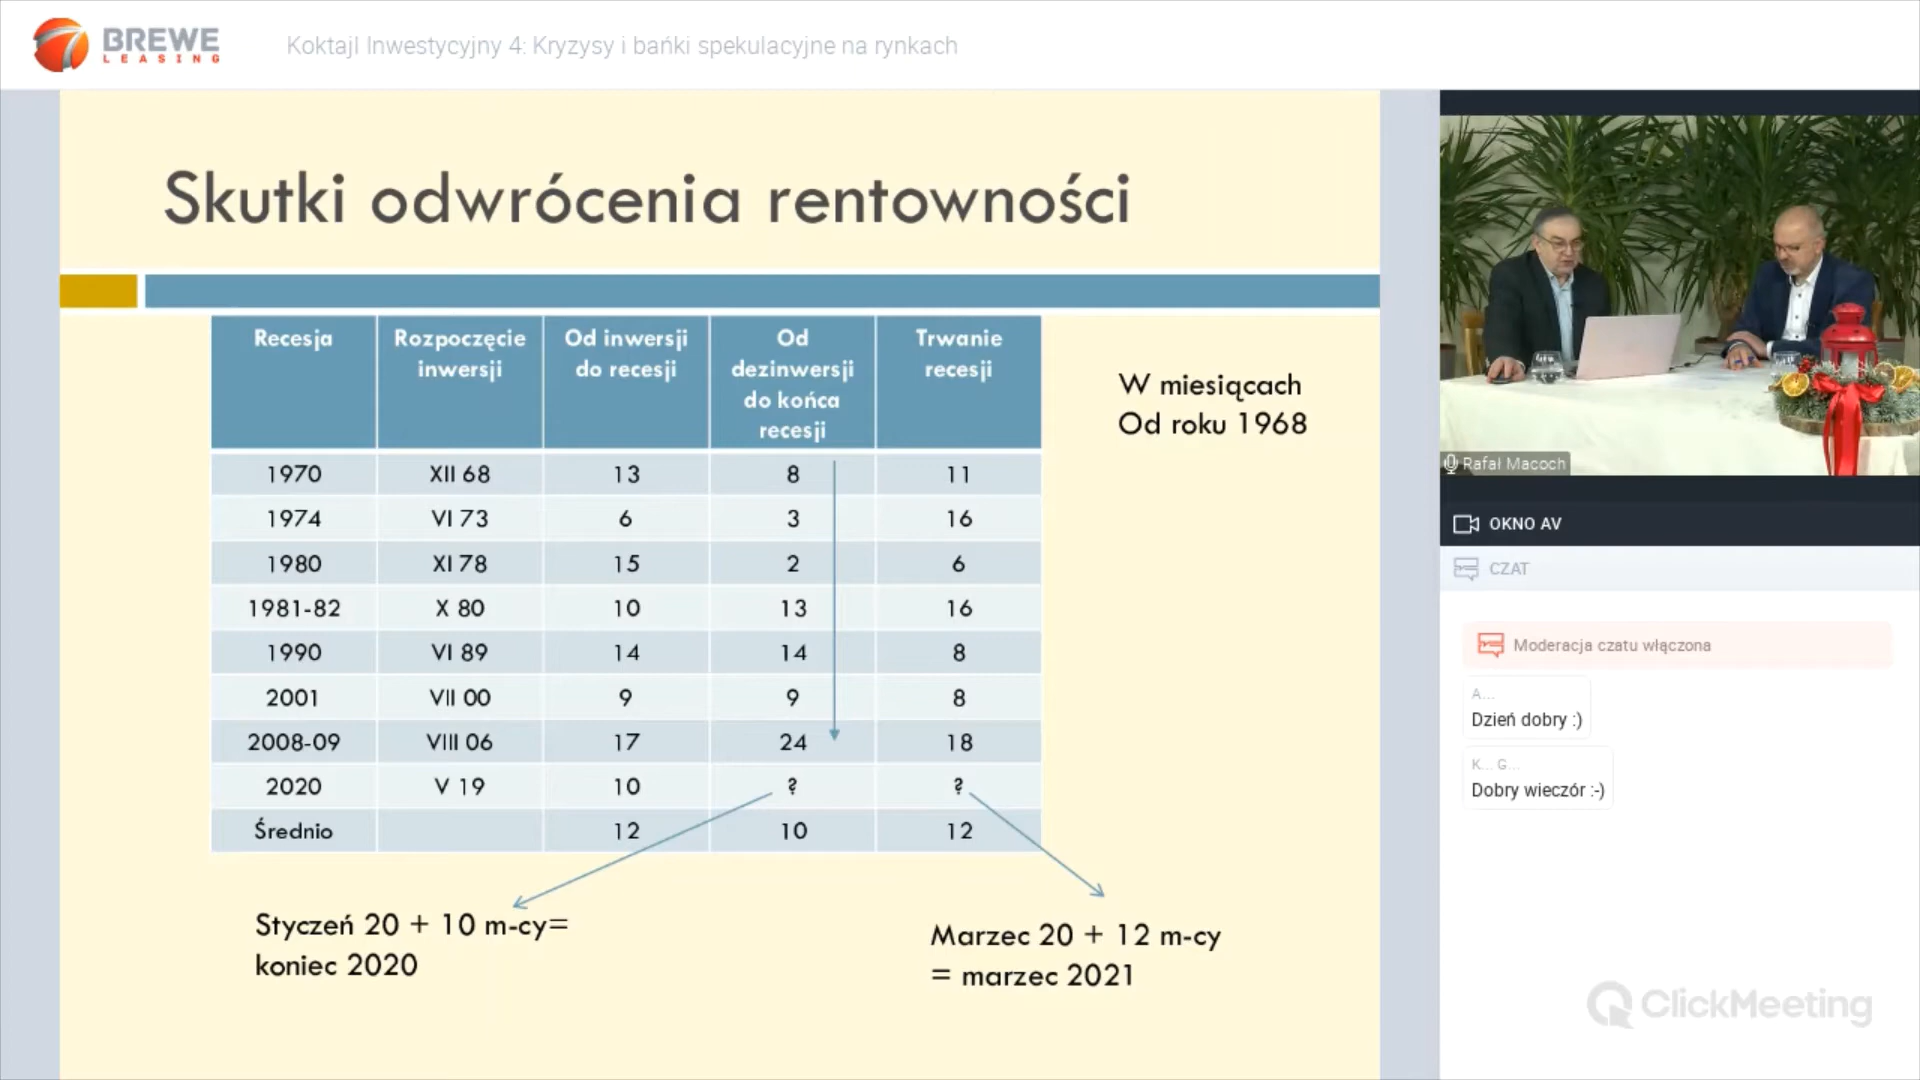 BREWE
LEASING
Koktajl Inwestycyjny 4: Kryzysy i bańki spekulacyjne na rynkach
Skutki odwrócenia rentowności
Recesja Rozpoczęcie inwersji Od inwersji do recesji Od dezinwersji do końca recesji Trwanie recesji
1970 XII 68 13 8 11
1974 VI 73 6 3 16
1980 XI 78 15 2 6
1981-82 X 80 10 13 16
1990 VI 89 14 14 8
2001 VII 00 9 9 8
2008-09 VIII 06 17 24 18
2020 V 19 10 ? ?
Średnio 12 10 12
W miesiącach
Od roku 1968
Styczeń 20 + 10 m-cy=
koniec 2020
Marzec 20 + 12 m-cy
= marzec 2021
Rafał Macoch
OKNO AV
CZAT
Moderacja czatu włączona
A...
Dzień dobry :)
K... G...
Dobry wieczór :-)
ClickMeeting